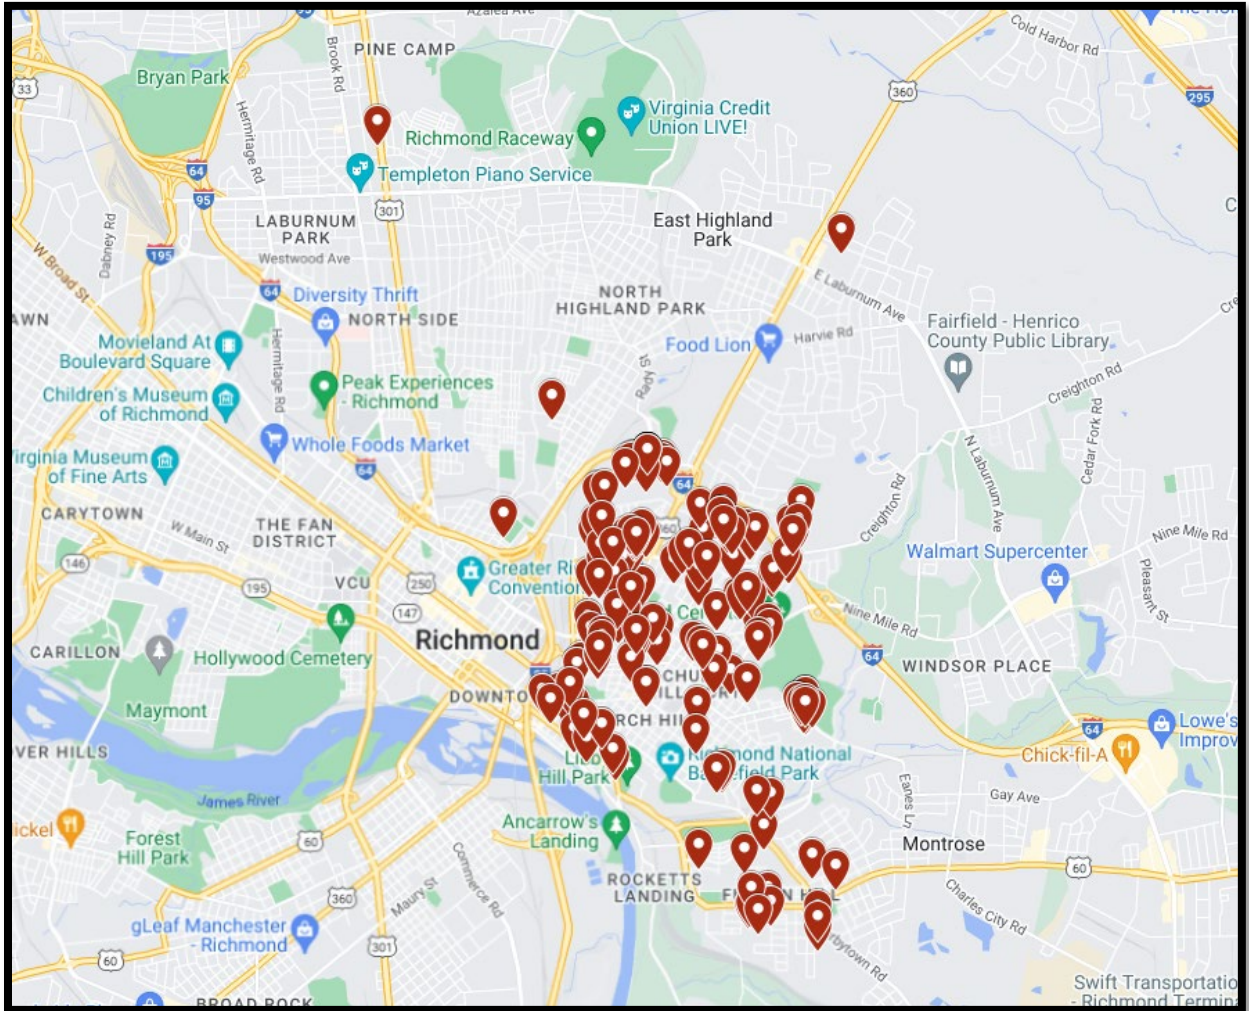 Azalea Ave
Cold Harbor Rd
PINE CAMP
Bryan Park
Brook Rd
33
360
295
Hermitage Rd
Virginia Credit
Union LIVE!
Richmond Raceway
64
Templeton Piano Service
95
301
LABURNUM
PARK
East Highland
Park
Dabney Rd
195
Westwood Ave
W Broad St
64
E Laburnum Ave
Diversity Thrift
NORTH
HIGHLAND PARK
NORTH SIDE
Harvie Rd
Fairfield - Henrico
County Public Library
Food Lion
Movieland At
Boulevard Square
Hermitage Rd
Creighton Rd
Children's Museum
of Richmond
Peak Experiences
- Richmond
Cedar Fork Rd
Whole Foods Market
N Laburnum Ave
Museum
of Fine Arts
64
64
Creighton Rd
CARYTOWN
W Main St
THE FAN
DISTRICT
Nine Mile Rd
Walmart Supercenter
146
Greater
VCU
250
Pleasant St
195
147
Nine Mile Rd
Richmond
CARILLON
Hollywood Cemetery
64
WINDSOR PLACE
Maymont
64
Lowe's
Chick-fil-A
Richmond National
Park
Hill Park
James River
Eanes Ln
Gay Ave
Ancarrow's
Landing
Forest
Hill Park
60
Montrose
60
Commerce Rd
ROCKETTS
LANDING
Maury St
360
Charles City Rd
gLeaf Manchester
- Richmond
301
60
Swift
- Richmond
BROAD ROCK